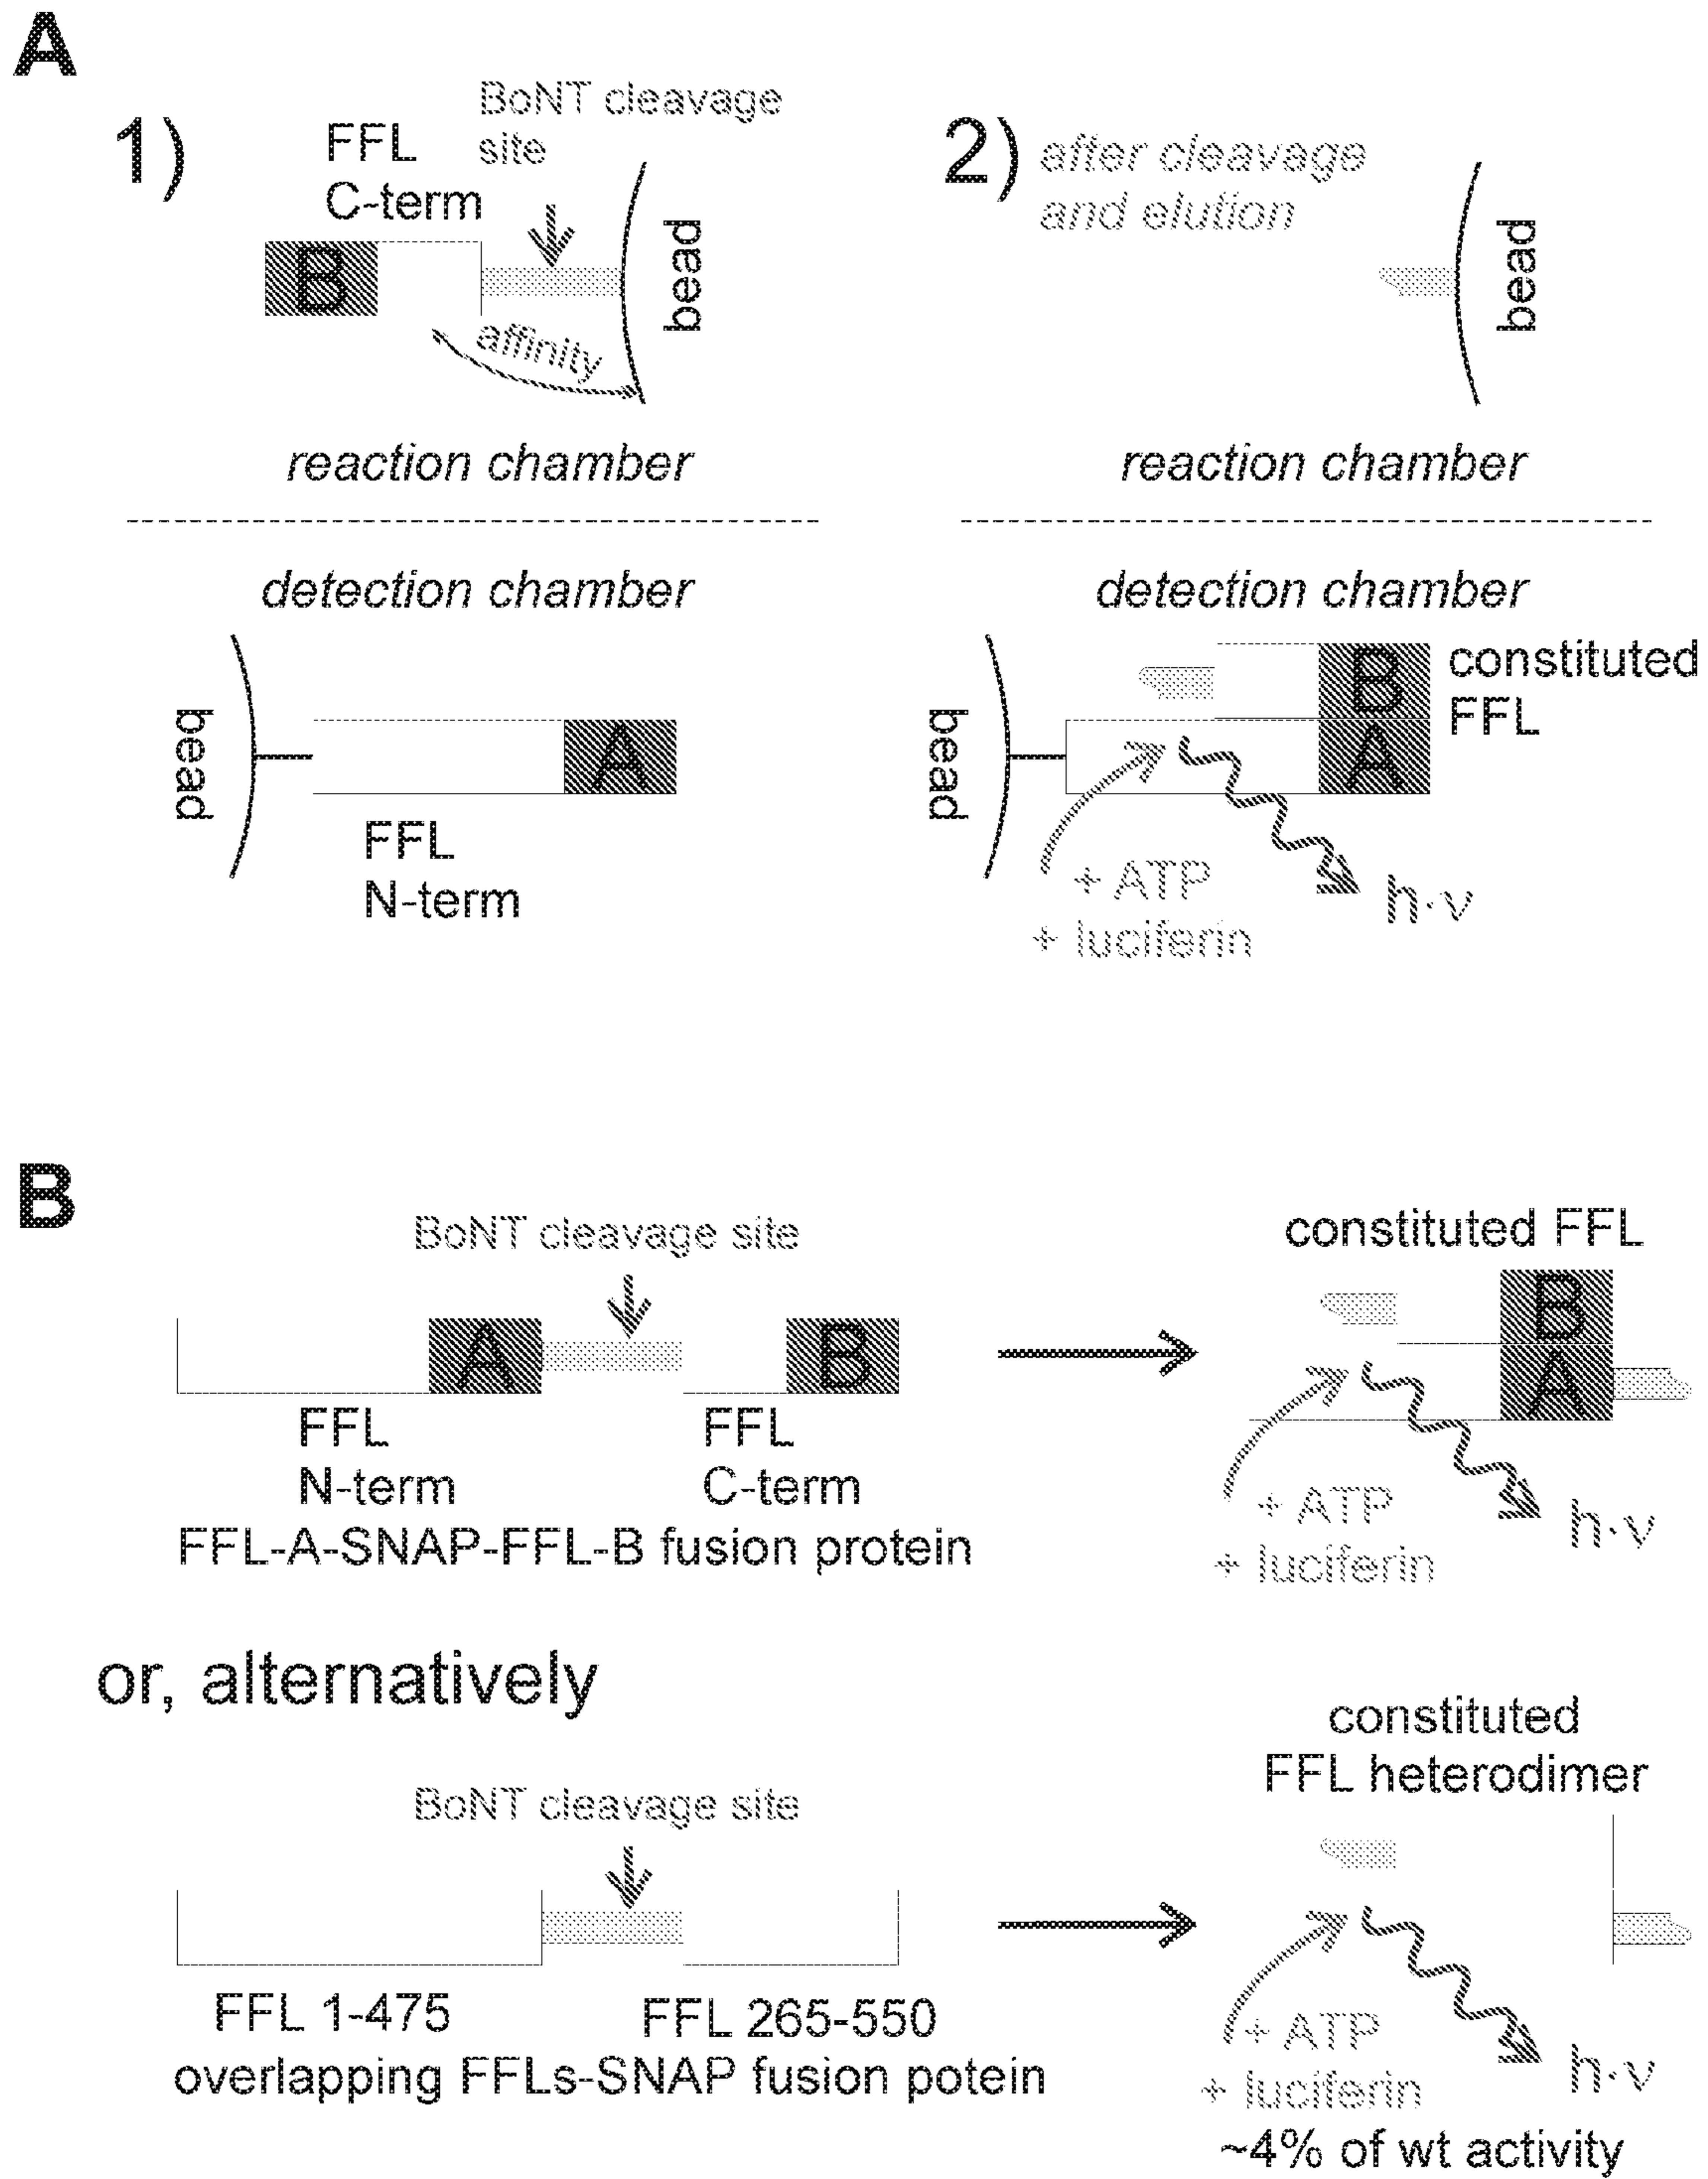 A
1)
FFL
C-term
BoNT cleavage
site
B
affinity
bead
reaction chamber
detection chamber
bead
A
FFL
N-term
2)
after cleavage
and elution
bead
reaction chamber
detection chamber
bead
B
A
constituted
FFL
+ ATP
+ luciferin
h·ν
B
BoNT cleavage site
A
B
FFL
N-term
FFL
C-term
FFL-A-SNAP-FFL-B fusion protein
constituted FFL
B
A
+ ATP
+ luciferin
h·ν
or, alternatively
BoNT cleavage site
FFL 1-475
FFL 265-550
overlapping FFLs-SNAP fusion potein
constituted
FFL heterodimer
+ ATP
+ luciferin
h·ν
~4% of wt activity